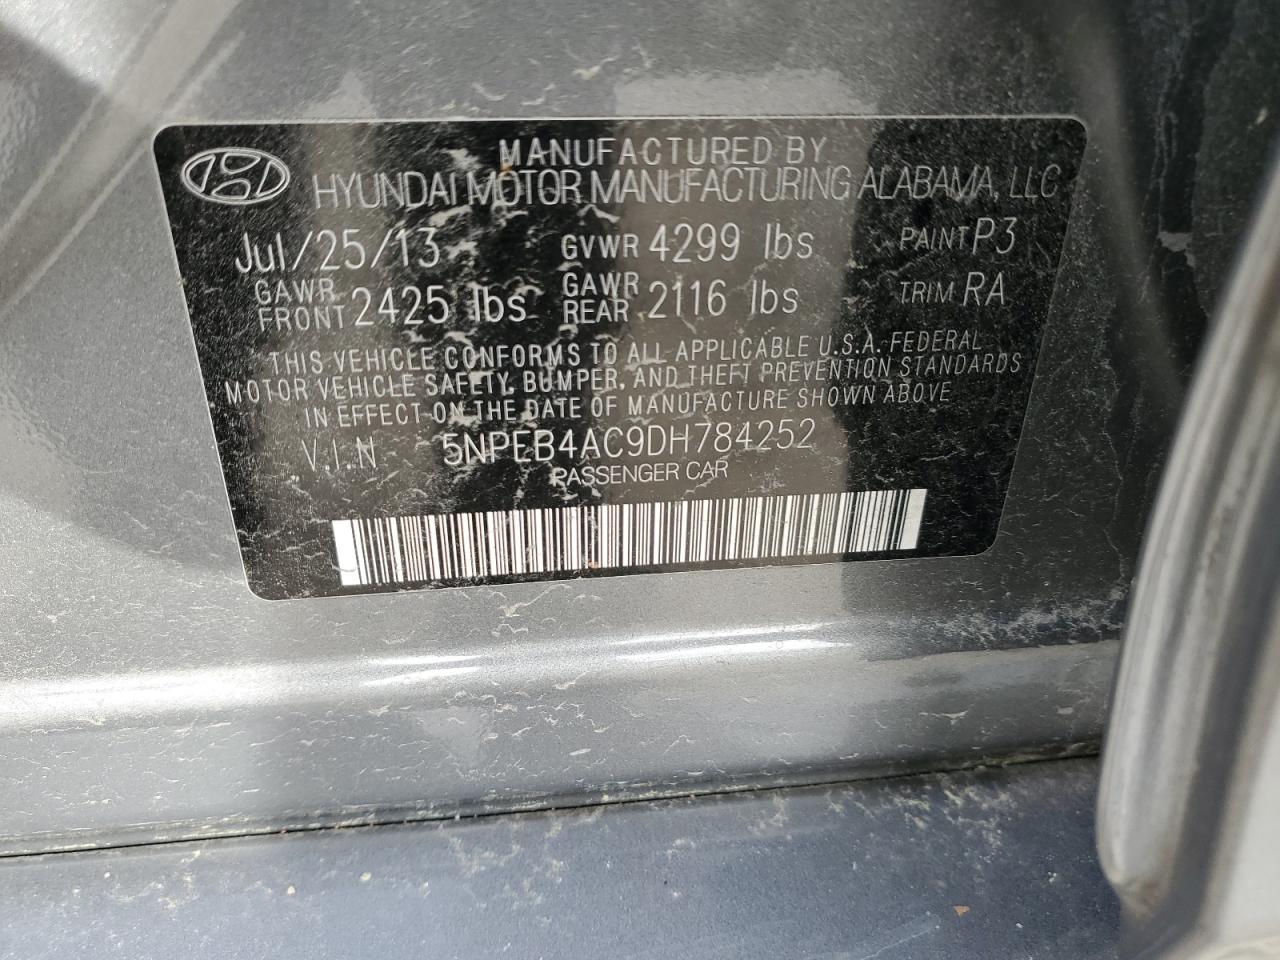 MANUFACTURED BY
HYUNDAI MOTOR MANUFACTURING ALABAMA, LLC
Jul/25/13 GVWR 4299 lbs PAINT P3
GAWR FRONT 2425 lbs GAWR REAR 2116 lbs TRIM RA
THIS VEHICLE CONFORMS TO ALL APPLICABLE U.S.A. FEDERAL
MOTOR VEHICLE SAFETY, BUMPER, AND THEFT PREVENTION STANDARDS
IN EFFECT ON THE DATE OF MANUFACTURE SHOWN ABOVE
V.I.N 5NPEB4AC9DH784252
PASSENGER CAR